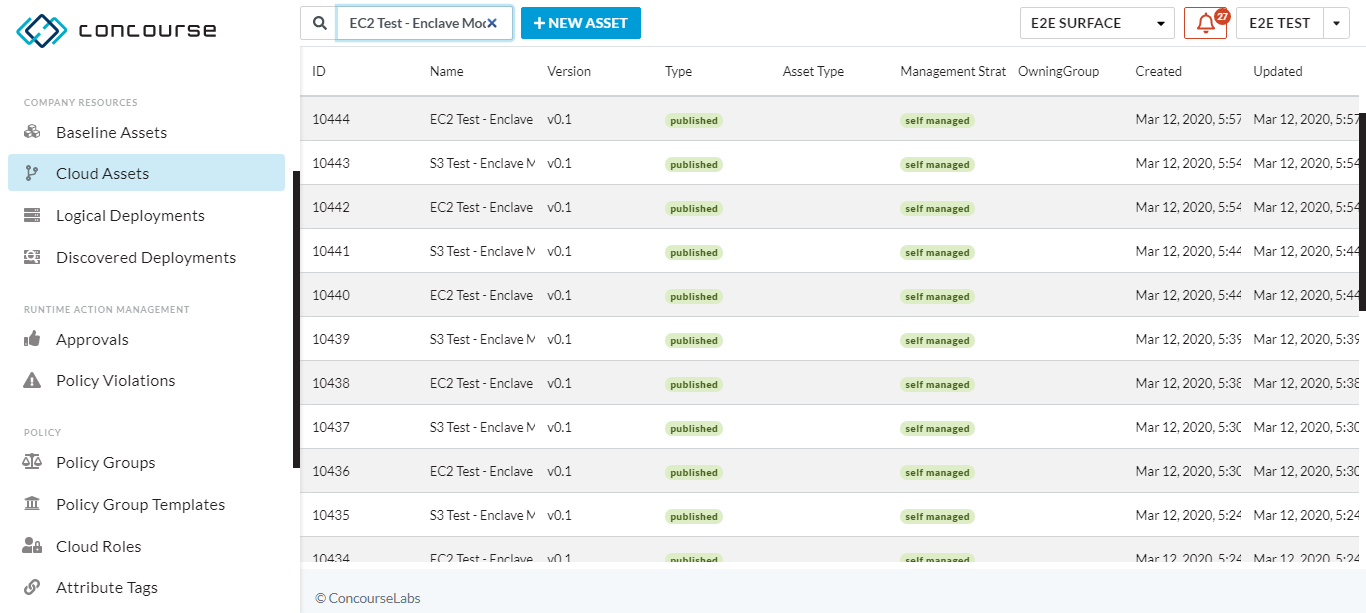 concourse
EC2 Test - Enclave Mod
NEW ASSET
E2E SURFACE
27
E2E TEST
COMPANY RESOURCES
Baseline Assets
Cloud Assets
Logical Deployments
Discovered Deployments
RUNTIME ACTION MANAGEMENT
Approvals
Policy Violations
POLICY
Policy Groups
Policy Group Templates
Cloud Roles
Attribute Tags
ID Name Version Type Asset Type Management Strat OwningGroup Created Updated
10444 EC2 Test - Enclave v0.1 published self managed Mar 12, 2020, 5:57 Mar 12, 2020, 5:57
10443 S3 Test - Enclave M v0.1 published self managed Mar 12, 2020, 5:54 Mar 12, 2020, 5:54
10442 EC2 Test - Enclave v0.1 published self managed Mar 12, 2020, 5:54 Mar 12, 2020, 5:54
10441 S3 Test - Enclave M v0.1 published self managed Mar 12, 2020, 5:44 Mar 12, 2020, 5:44
10440 EC2 Test - Enclave v0.1 published self managed Mar 12, 2020, 5:44 Mar 12, 2020, 5:44
10439 S3 Test - Enclave M v0.1 published self managed Mar 12, 2020, 5:39 Mar 12, 2020, 5:39
10438 EC2 Test - Enclave v0.1 published self managed Mar 12, 2020, 5:38 Mar 12, 2020, 5:38
10437 S3 Test - Enclave M v0.1 published self managed Mar 12, 2020, 5:30 Mar 12, 2020, 5:30
10436 EC2 Test - Enclave v0.1 published self managed Mar 12, 2020, 5:30 Mar 12, 2020, 5:30
10435 S3 Test - Enclave M v0.1 published self managed Mar 12, 2020, 5:24 Mar 12, 2020, 5:24
10434 EC2 Test - Enclave v0.1 published self managed Mar 12, 2020, 5:24 Mar 12, 2020, 5:24
© ConcourseLabs